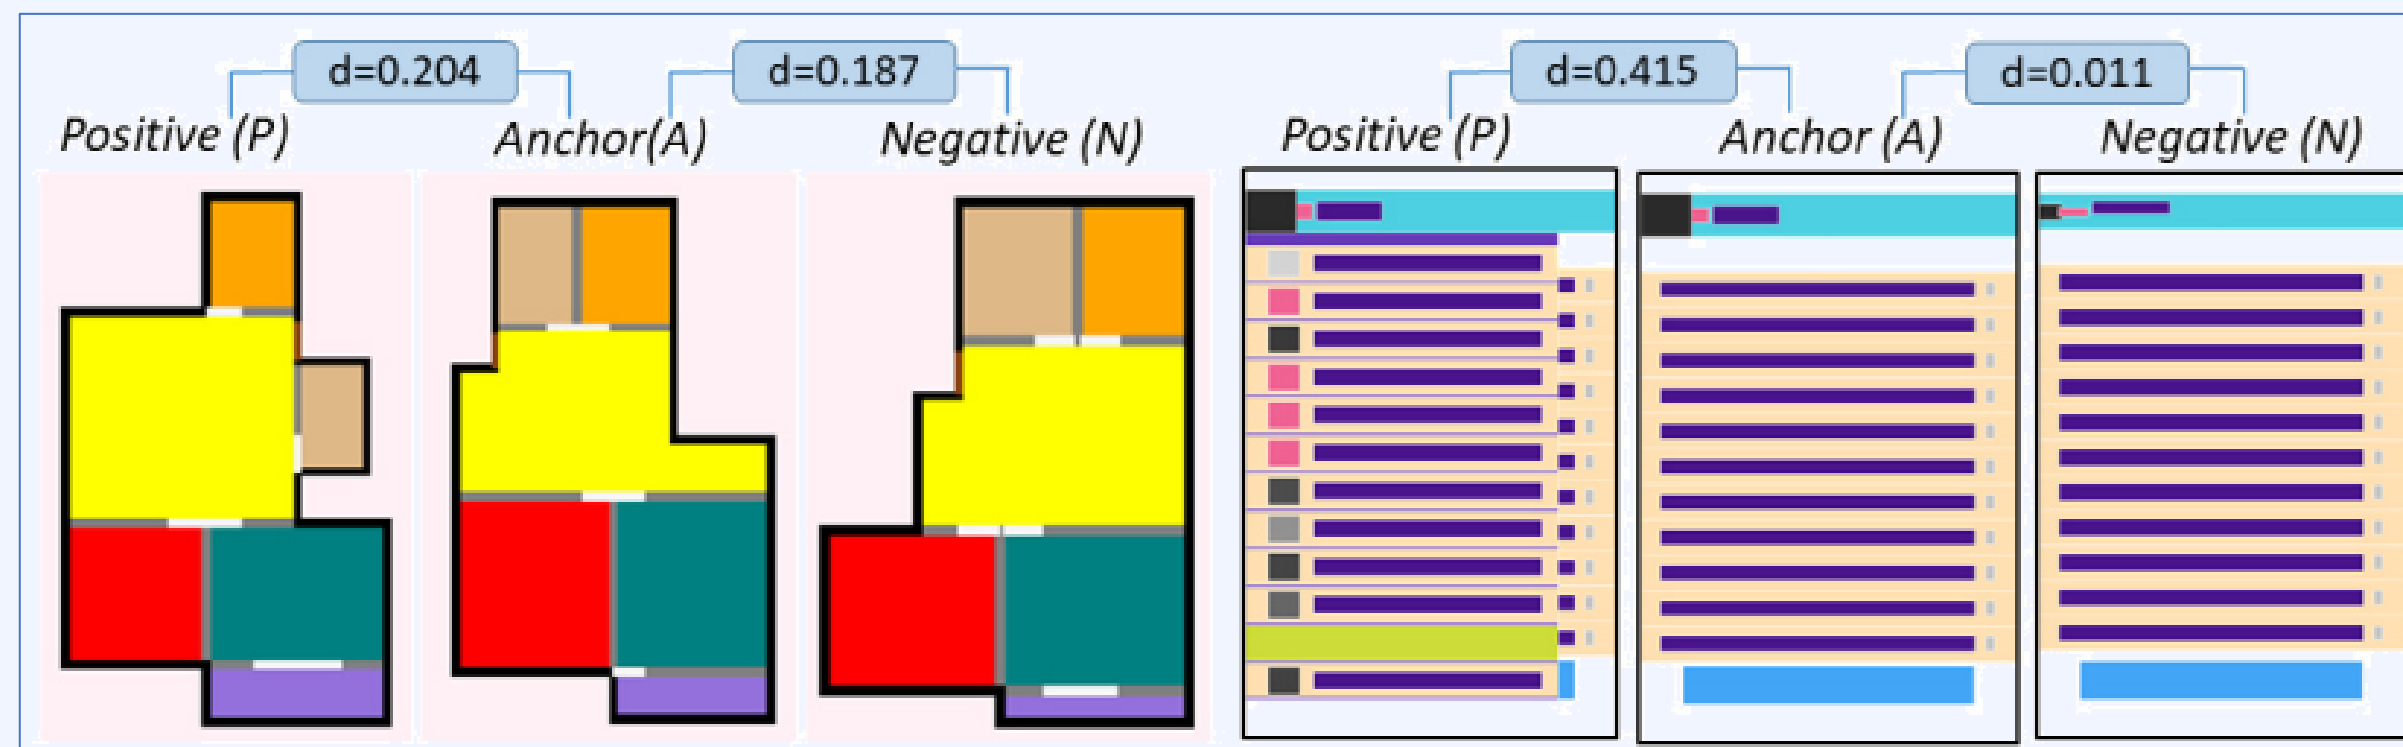 d=0.204 d=0.187 d=0.415 d=0.011
Positive (P) Anchor(A) Negative (N) Positive (P) Anchor (A) Negative (N)